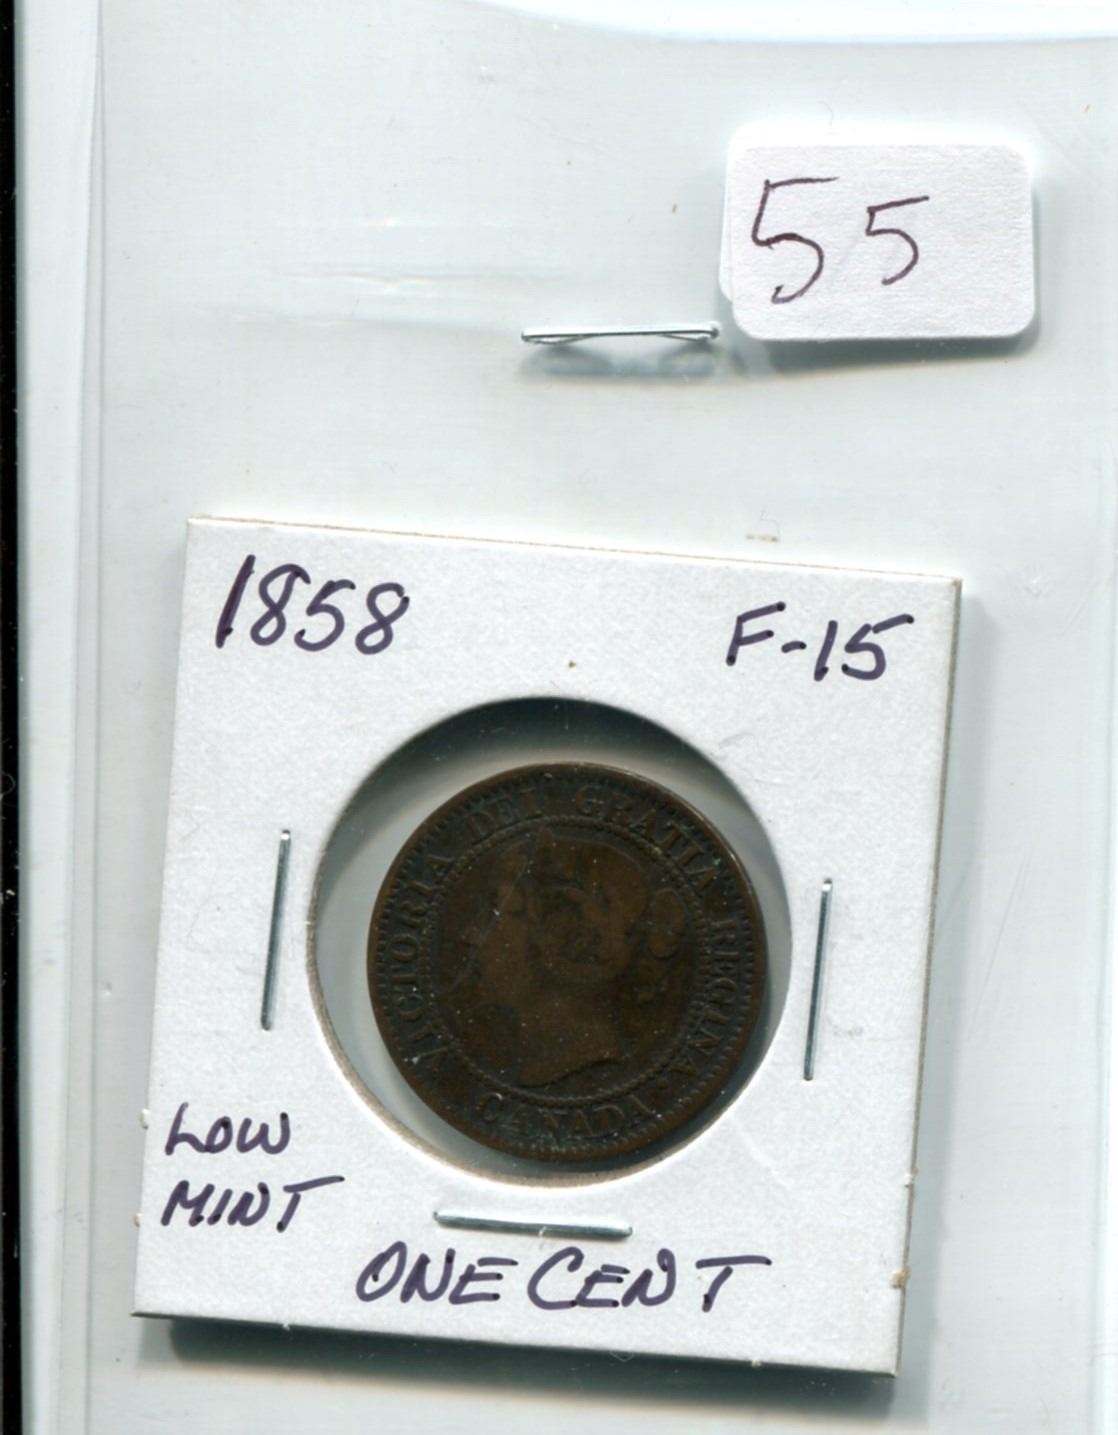 55
1858
F-15
VICTORIA DEI GRATIA REGINA.
CANADA
LOW
MINT
ONE CENT